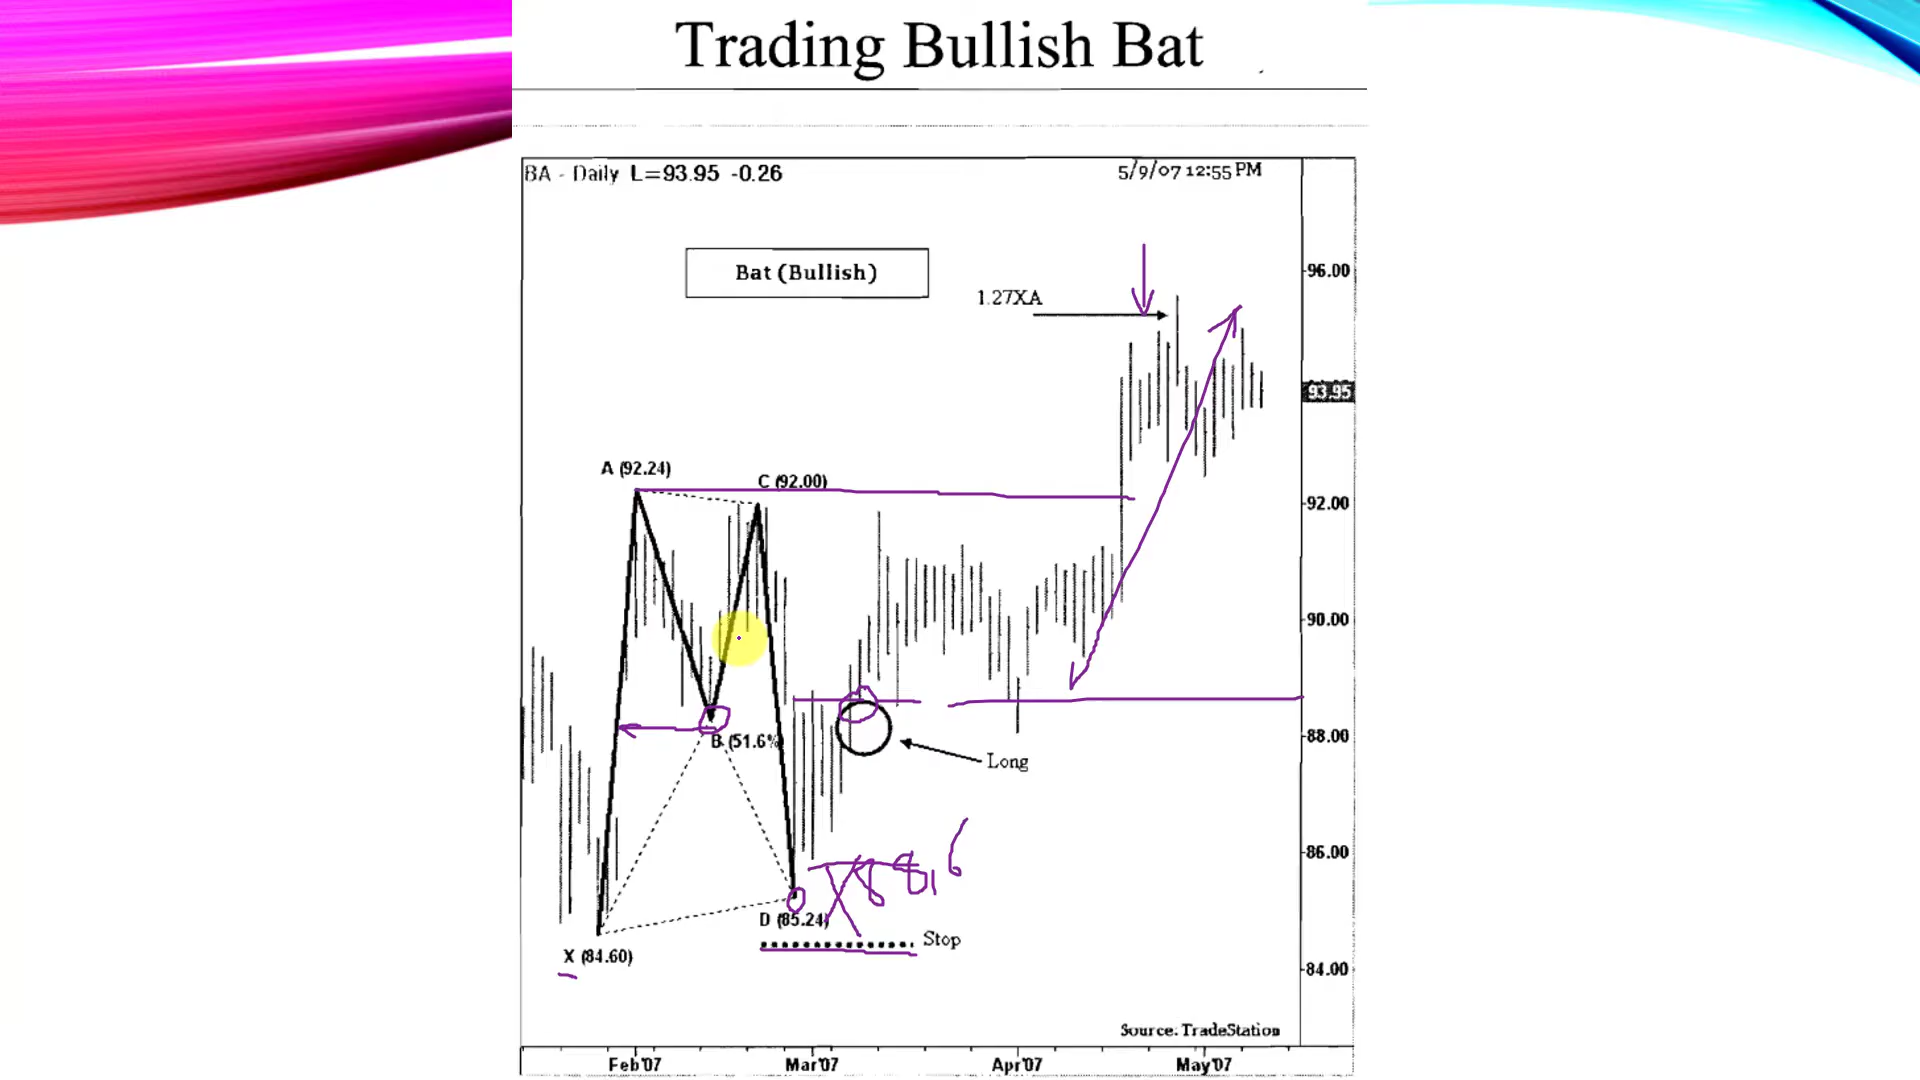 Trading Bullish Bat
BA - Daily L=93.95 -0.26
5/9/07 12:55 PM
Bat (Bullish)
96.00
1.27XA
93.95
A (92.24)
C (92.00)
92.00
90.00
88.00
B (51.6%
Long
86.00
88.6
D (85.24)
Stop
X (84.60)
84.00
Source: TradeStation
Feb'07
Mar'07
Apr'07
May'07